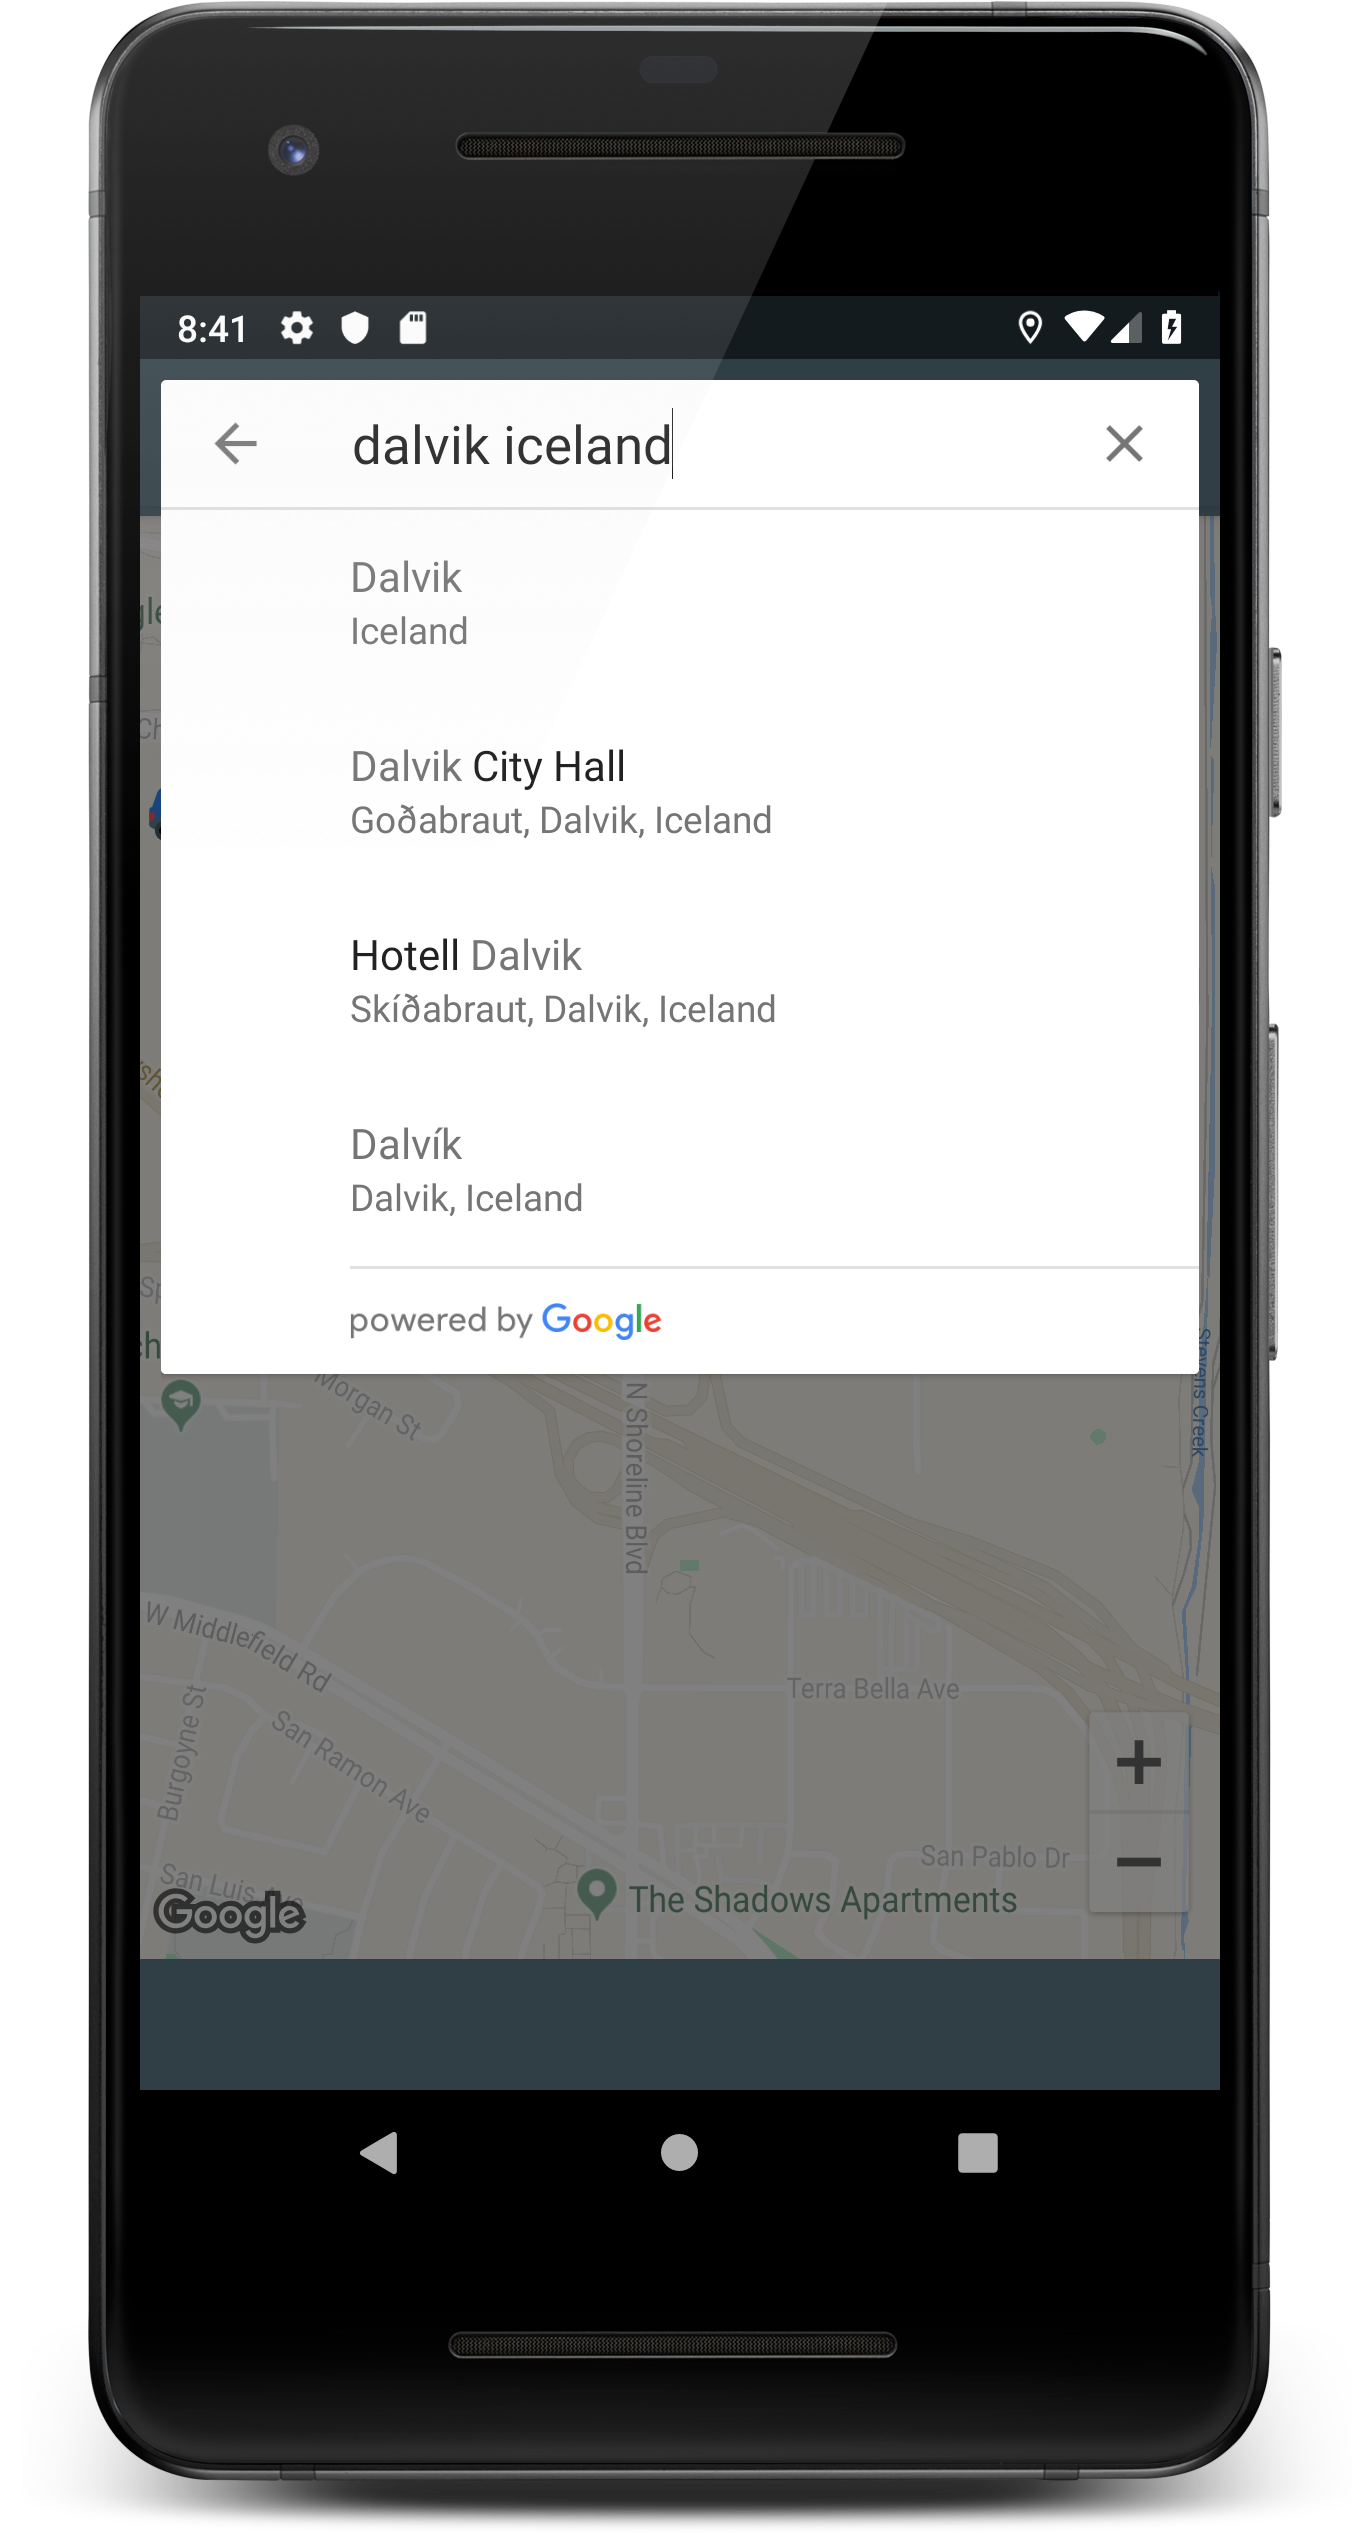 8:41
dalvik iceland
Dalvik
Iceland
Dalvik City Hall
Goðabraut, Dalvik, Iceland
Hotell Dalvik
Skíðabraut, Dalvik, Iceland
Dalvík
Dalvik, Iceland
powered by Google
Morgan St
N Shoreline Blvd
Stevens Creek
W Middlefield Rd
Burgoyne St
San Ramon Ave
Terra Bella Ave
San Luis Ave
San Pablo Dr
The Shadows Apartments
Google